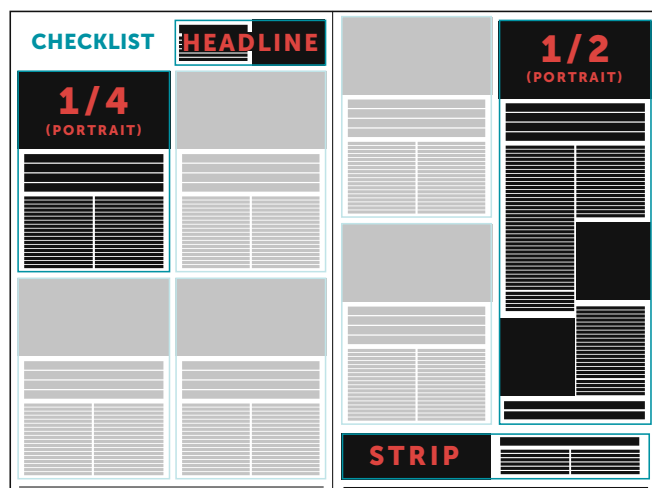 CHECKLIST
HEADLINE
1/4
(PORTRAIT)
1/2
(PORTRAIT)
STRIP